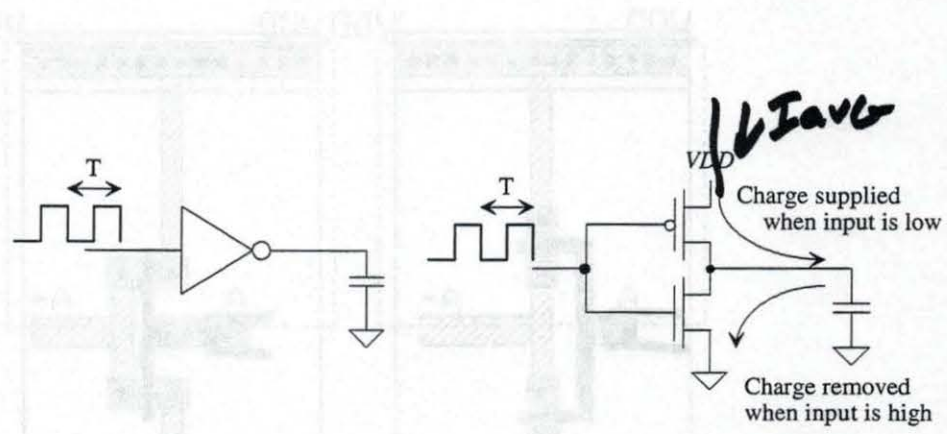 IavG
VDD
T
T
Charge supplied
when input is low
Charge removed
when input is high